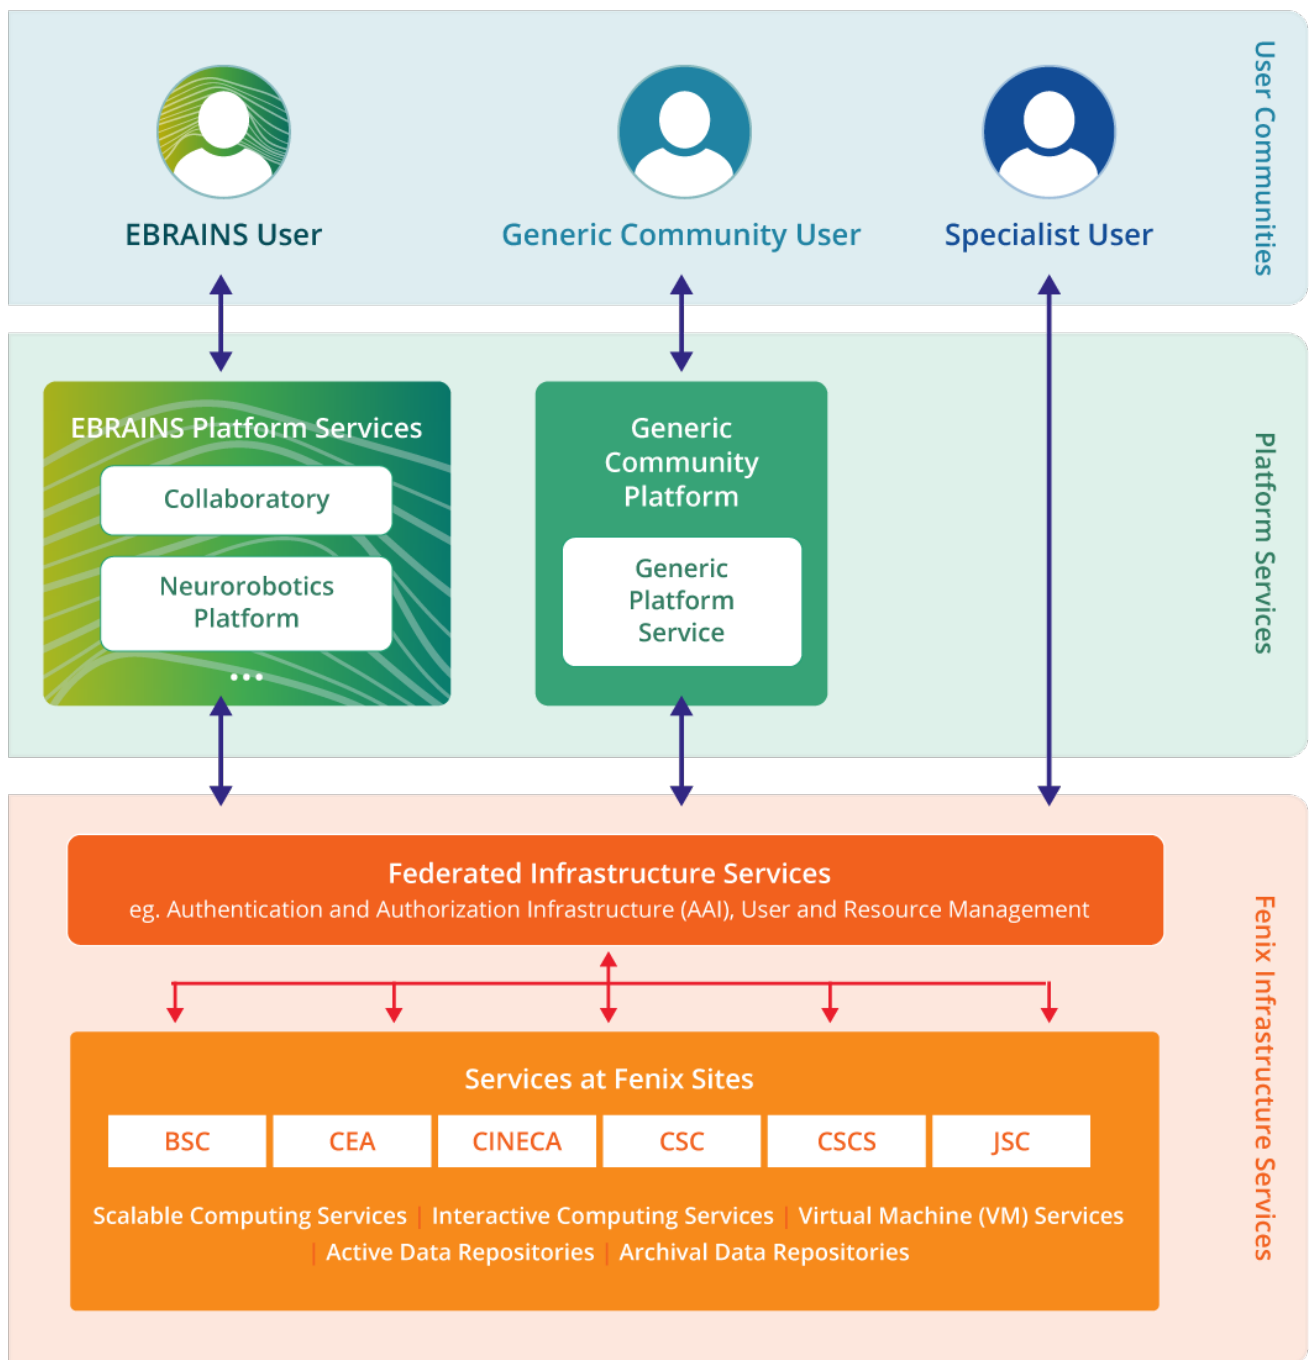 User Communities
EBRAINS User
Generic Community User
Specialist User
Platform Services
EBRAINS Platform Services
Collaboratory
Neurorobotics
Platform
...
Generic
Community
Platform
Generic
Platform
Service
Fenix Infrastructure Services
Federated Infrastructure Services
eg. Authentication and Authorization Infrastructure (AAI), User and Resource Management
Services at Fenix Sites
BSC
CEA
CINECA
CSC
CSCS
JSC
Scalable Computing Services | Interactive Computing Services | Virtual Machine (VM) Services
| Active Data Repositories | Archival Data Repositories